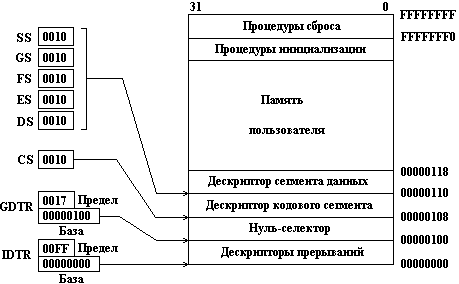 31 0
FFFFFFFF
Процедуры сброса
FFFFFFF0
Процедуры инициализации
SS 0010
GS 0010
FS 0010
ES 0010
DS 0010
Память
пользователя
CS 0010
00000118
Дескриптор сегмента данных
00000110
Дескриптор кодового сегмента
00000108
GDTR 0017 Предел
00000100
База
Нуль-селектор
00000100
IDTR 00FF Предел
00000000
База
Дескрипторы прерываний
00000000